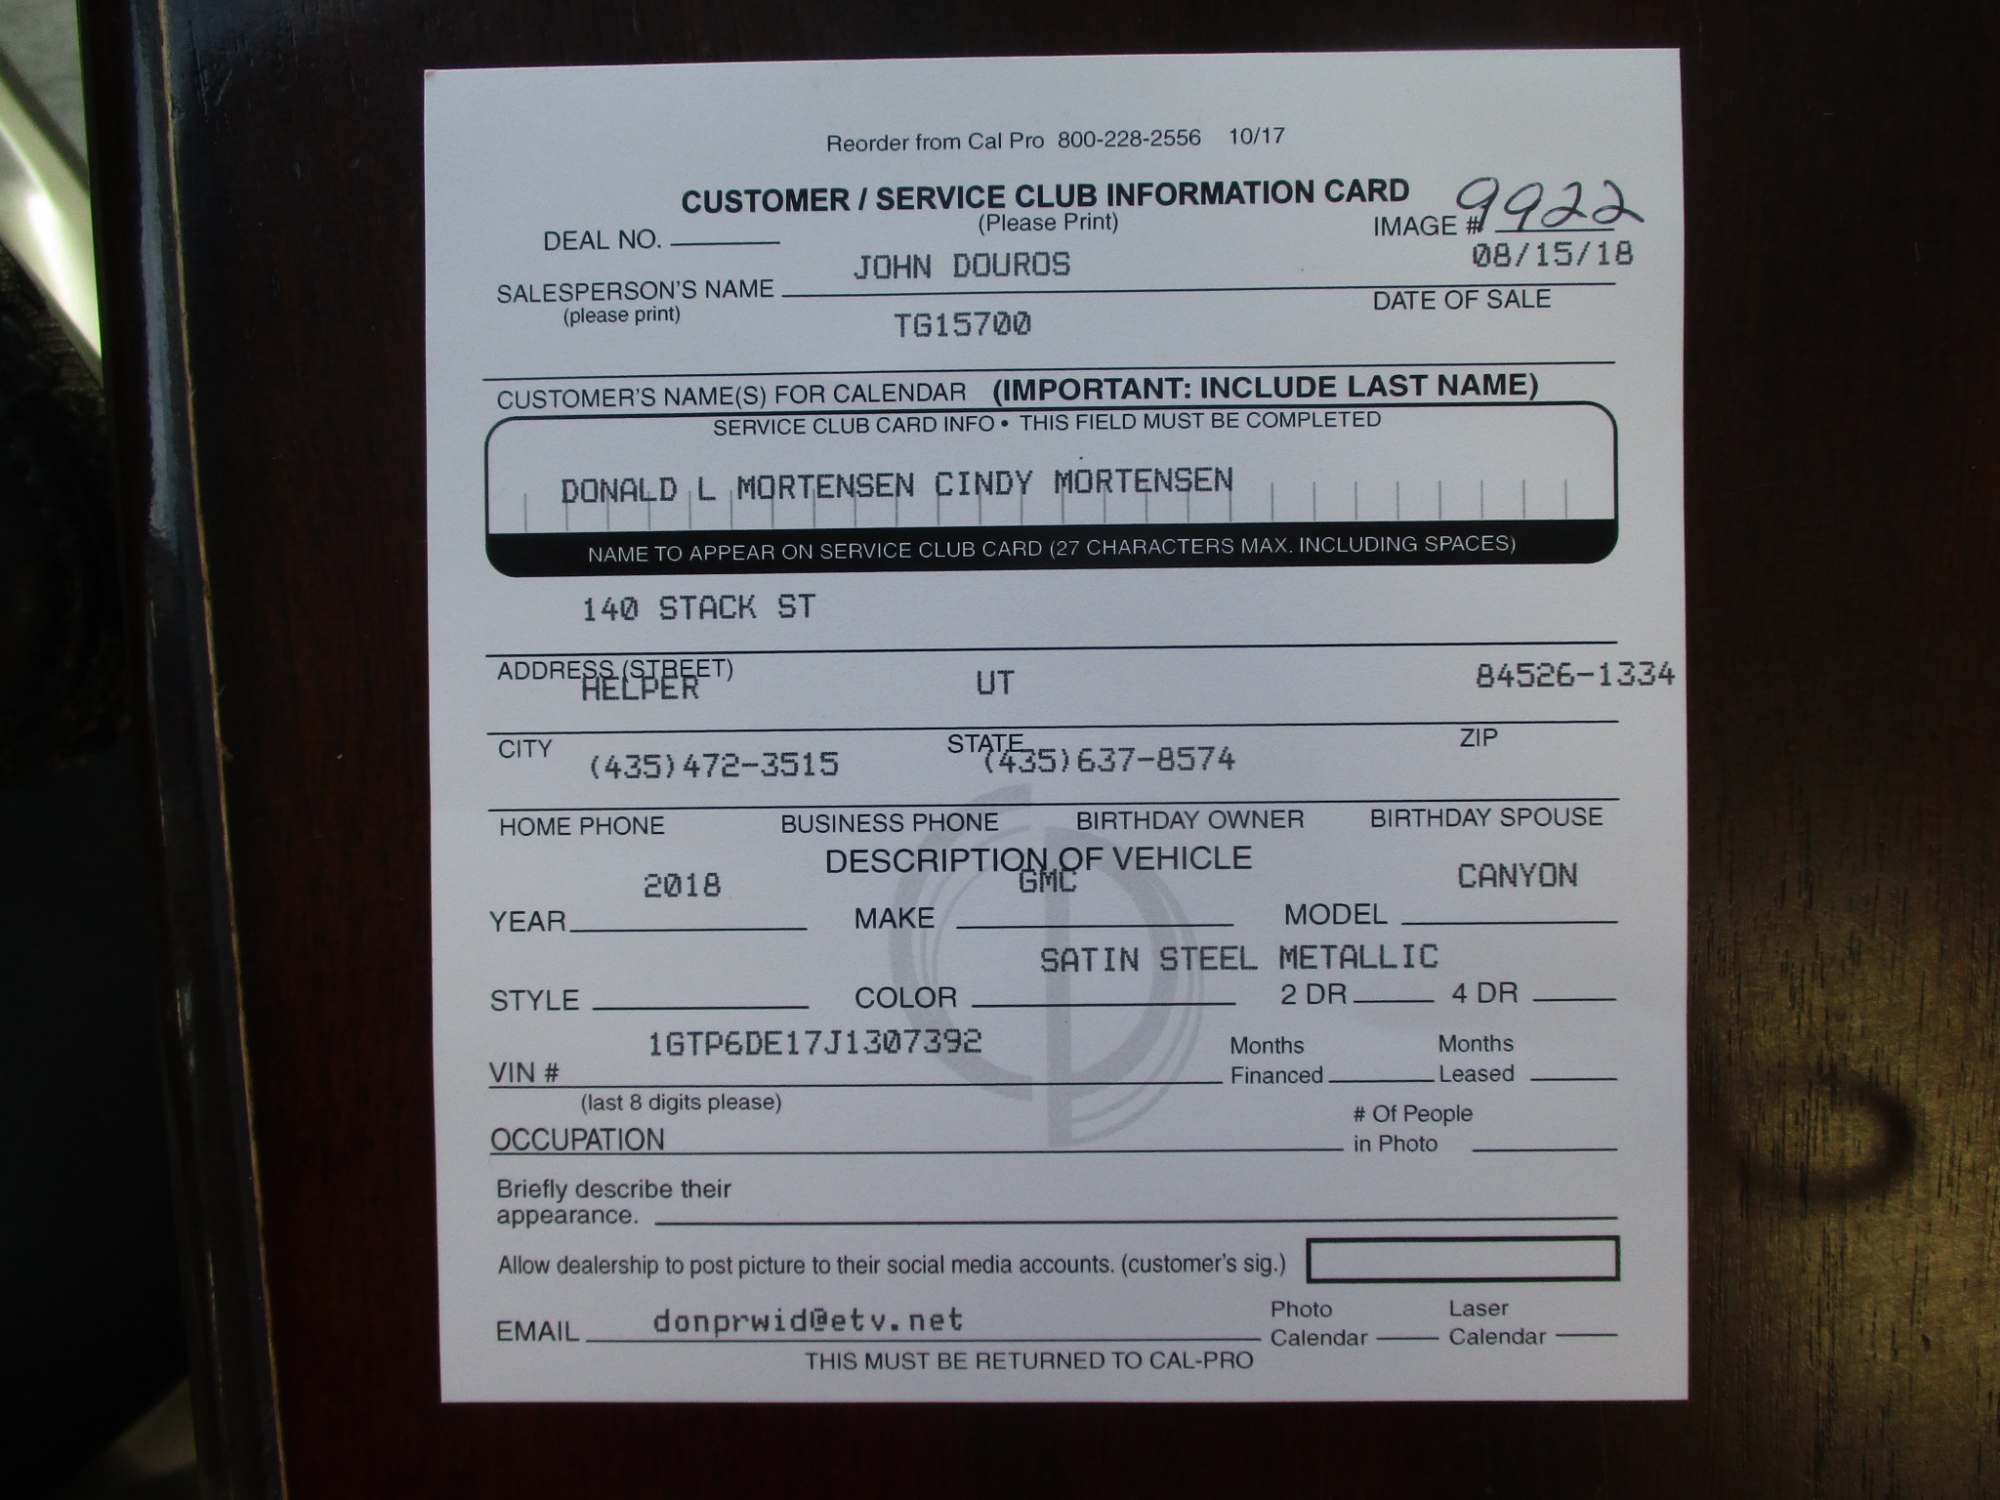 Reorder from Cal Pro 800-228-2556 10/17
CUSTOMER / SERVICE CLUB INFORMATION CARD
(Please Print)
DEAL NO.
IMAGE # 9922
JOHN DOUROS
08/15/18
SALESPERSON'S NAME
DATE OF SALE
(please print)
TG15700
CUSTOMER'S NAME(S) FOR CALENDAR (IMPORTANT: INCLUDE LAST NAME)
SERVICE CLUB CARD INFO • THIS FIELD MUST BE COMPLETED
DONALD L MORTENSEN CINDY MORTENSEN
NAME TO APPEAR ON SERVICE CLUB CARD (27 CHARACTERS MAX. INCLUDING SPACES)
140 STACK ST
ADDRESS (STREET)
HELPER UT 84526-1334
CITY STATE ZIP
(435)472-3515 (435)637-8574
HOME PHONE BUSINESS PHONE BIRTHDAY OWNER BIRTHDAY SPOUSE
DESCRIPTION OF VEHICLE
2018 GMC CANYON
YEAR MAKE MODEL
SATIN STEEL METALLIC
STYLE COLOR 2 DR 4 DR
1GTP6DE17J1307392
VIN #
Months Financed
Months Leased
(last 8 digits please)
OCCUPATION
# Of People in Photo
Briefly describe their
appearance.
Allow dealership to post picture to their social media accounts. (customer's sig.)
EMAIL donprwid@etv.net
Photo Calendar
Laser Calendar
THIS MUST BE RETURNED TO CAL-PRO